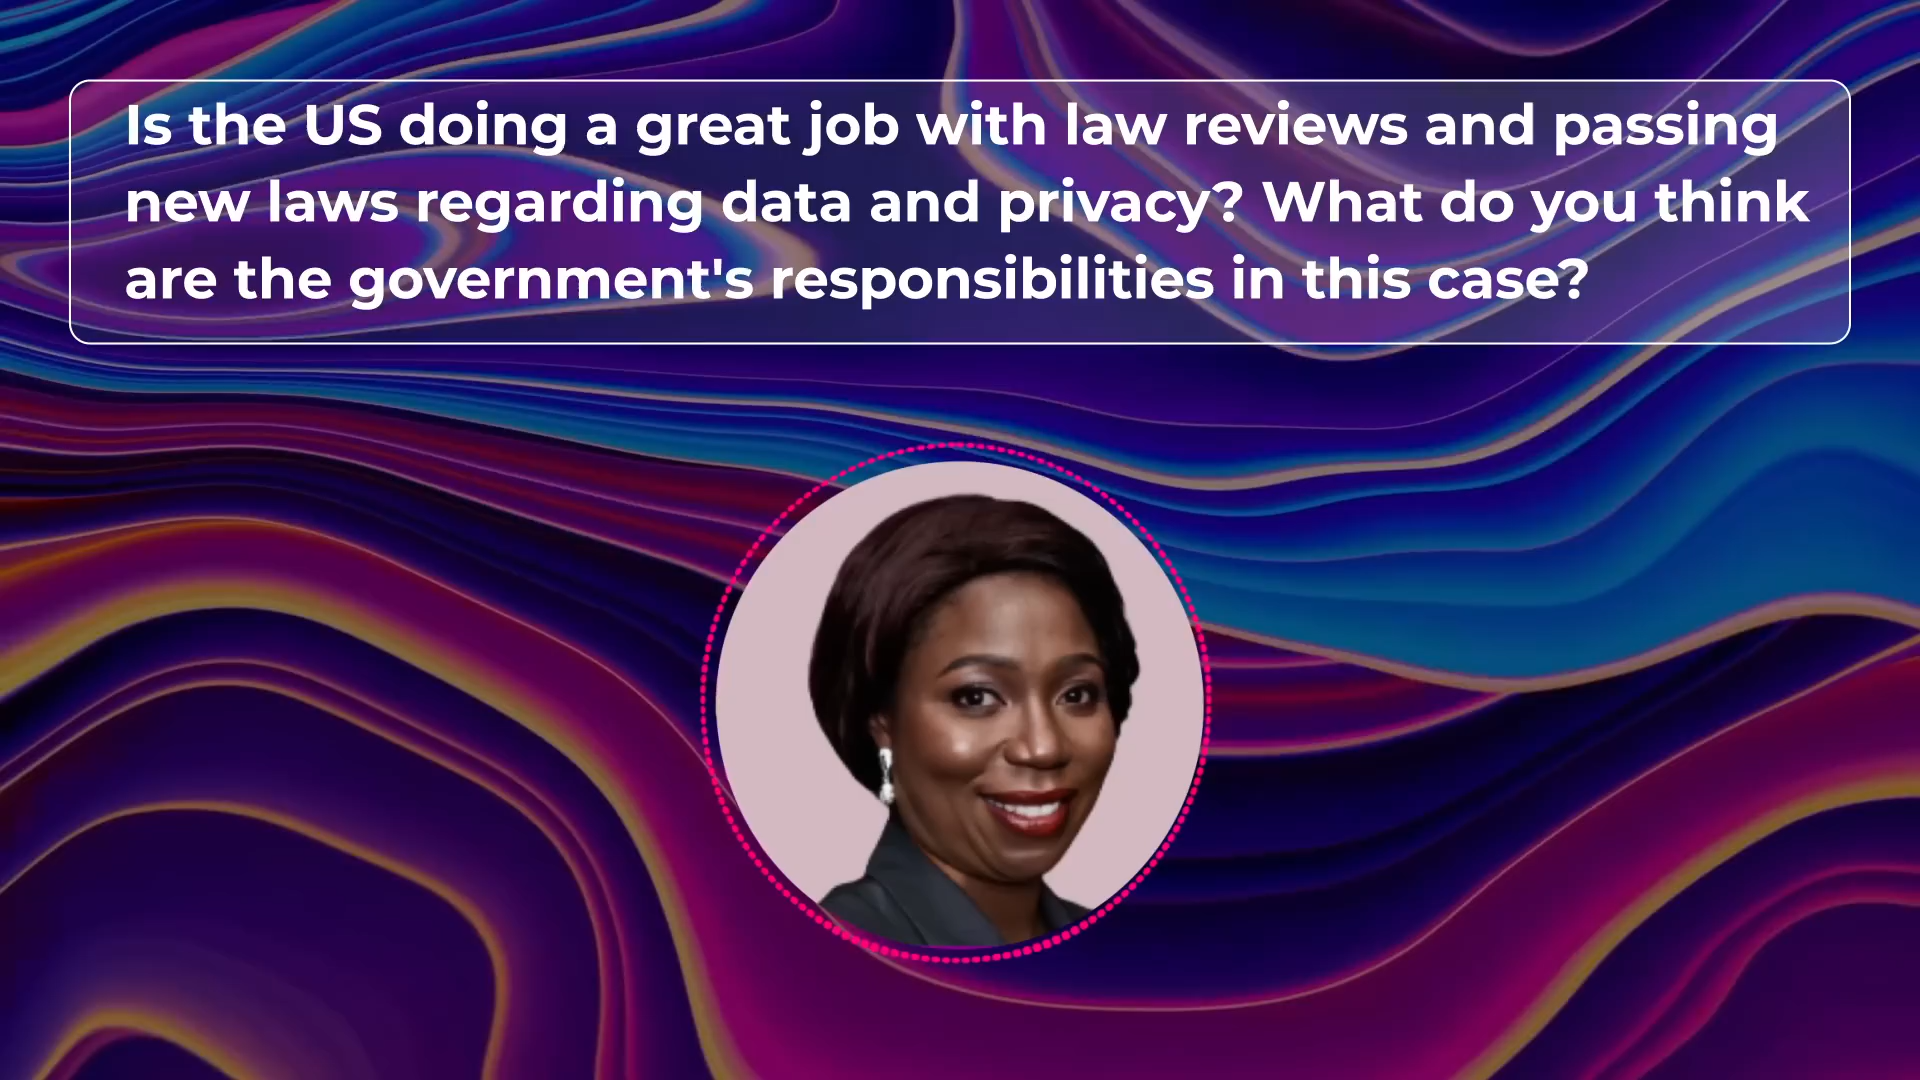 Is the US doing a great job with law reviews and passing
new laws regarding data and privacy? What do you think
are the government's responsibilities in this case?